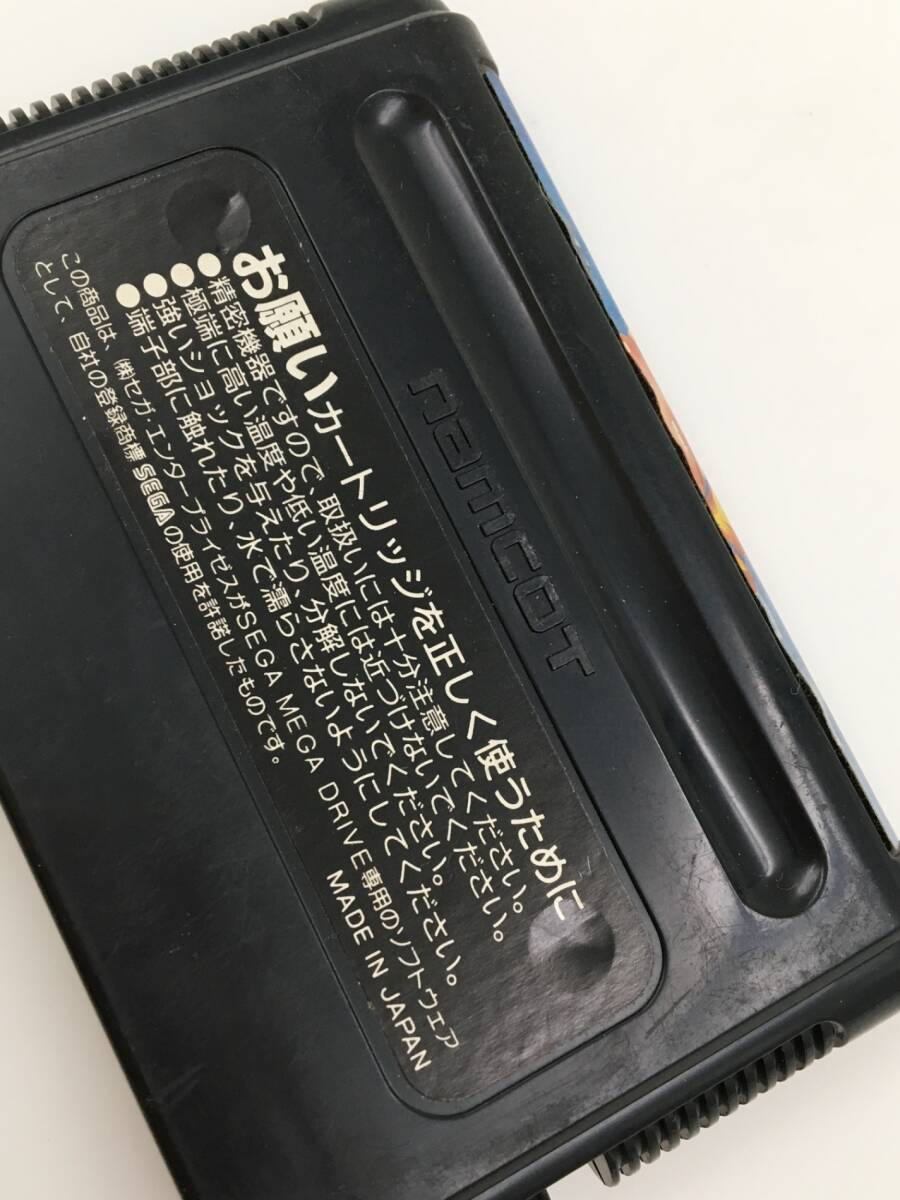 namcot
お願いカートリッジを正しく使うために
●精密機器ですので、取扱いには十分注意してください。
●極端に高い温度や低い温度には近づけないでください。
●強いショックを与えたり、分解しないでください。
●端子部に触れたり、水で濡らさないようにしてください。
この商品は、㈱セガ・エンタープライゼスがSEGA MEGA DRIVE専用のソフトウェア
として、自社の登録商標SEGAの使用を許諾したものです。
MADE IN JAPAN